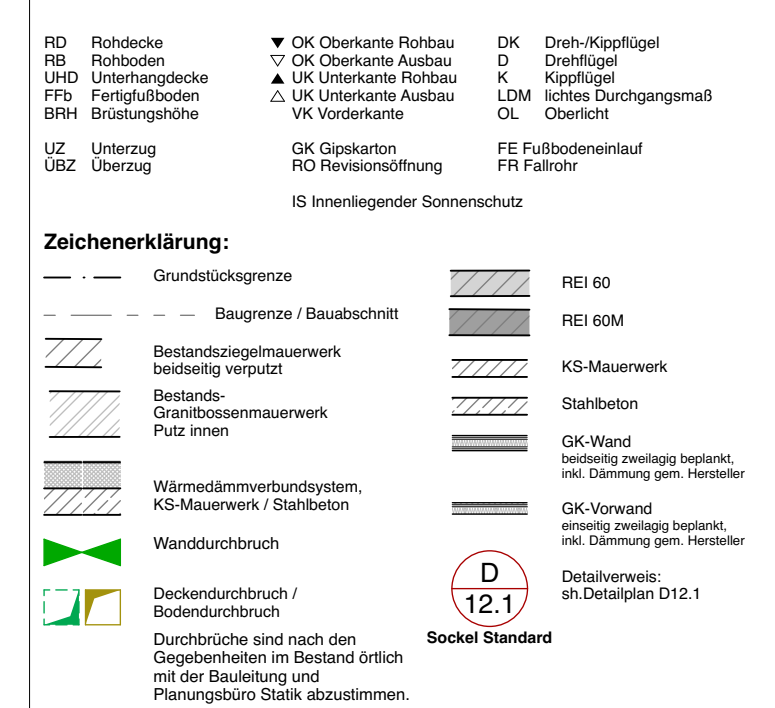 RD Rohdecke
RB Rohboden
UHD Unterhangdecke
FFb Fertigfußboden
BRH Brüstungshöhe
UZ Unterzug
ÜBZ Überzug
▼ OK Oberkante Rohbau
▽ OK Oberkante Ausbau
▲ UK Unterkante Rohbau
△ UK Unterkante Ausbau
VK Vorderkante
GK Gipskarton
RO Revisionsöffnung
IS Innenliegender Sonnenschutz
DK Dreh-/Kippflügel
D Drehflügel
K Kippflügel
LDM lichtes Durchgangsmaß
OL Oberlicht
FE Fußbodeneinlauf
FR Fallrohr
Zeichenerklärung:
Grundstücksgrenze
Baugrenze / Bauabschnitt
Bestandsziegelmauerwerk
beidseitig verputzt
Bestands-
Granitbossenmauerwerk
Putz innen
Wärmedämmverbundsystem,
KS-Mauerwerk / Stahlbeton
Wanddurchbruch
Deckendurchbruch /
Bodendurchbruch
Durchbrüche sind nach den
Gegebenheiten im Bestand örtlich
mit der Bauleitung und
Planungsbüro Statik abzustimmen.
REI 60
REI 60M
KS-Mauerwerk
Stahlbeton
GK-Wand
beidseitig zweilagig beplankt,
inkl. Dämmung gem. Hersteller
GK-Vorwand
einseitig zweilagig beplankt,
inkl. Dämmung gem. Hersteller
D
12.1
Sockel Standard
Detailverweis:
sh.Detailplan D12.1